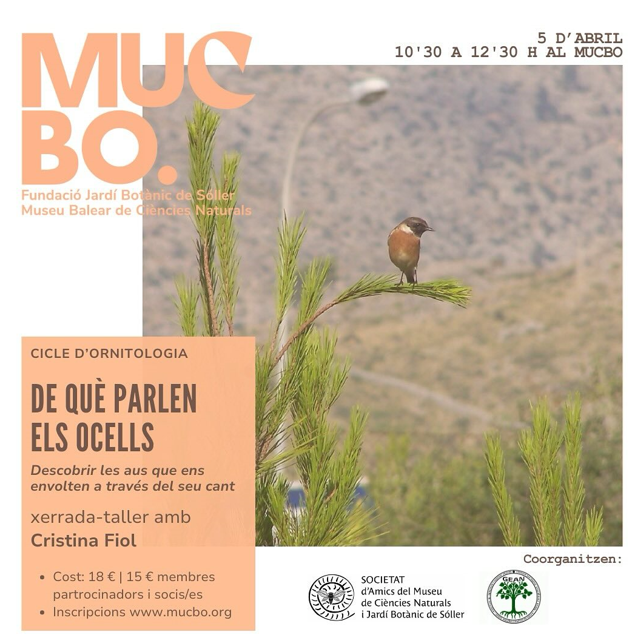 5 D'ABRIL
10'30 A 12'30 H AL MUCBO
MUC
BO.
Fundació Jardí Botànic de Sóller
Museu Balear de Ciències Naturals
CICLE D'ORNITOLOGIA
DE QUÈ PARLEN
ELS OCELLS
Descobrir les aus que ens
envolten a través del seu cant
xerrada-taller amb
Cristina Fiol
• Cost: 18 € | 15 € membres
partrocinadors i socis/es
• Inscripcions www.mucbo.org
Coorganitzen:
SOCIETAT
d'Amics del Museu
de Ciències Naturals
i Jardí Botànic de Sóller
GEAN